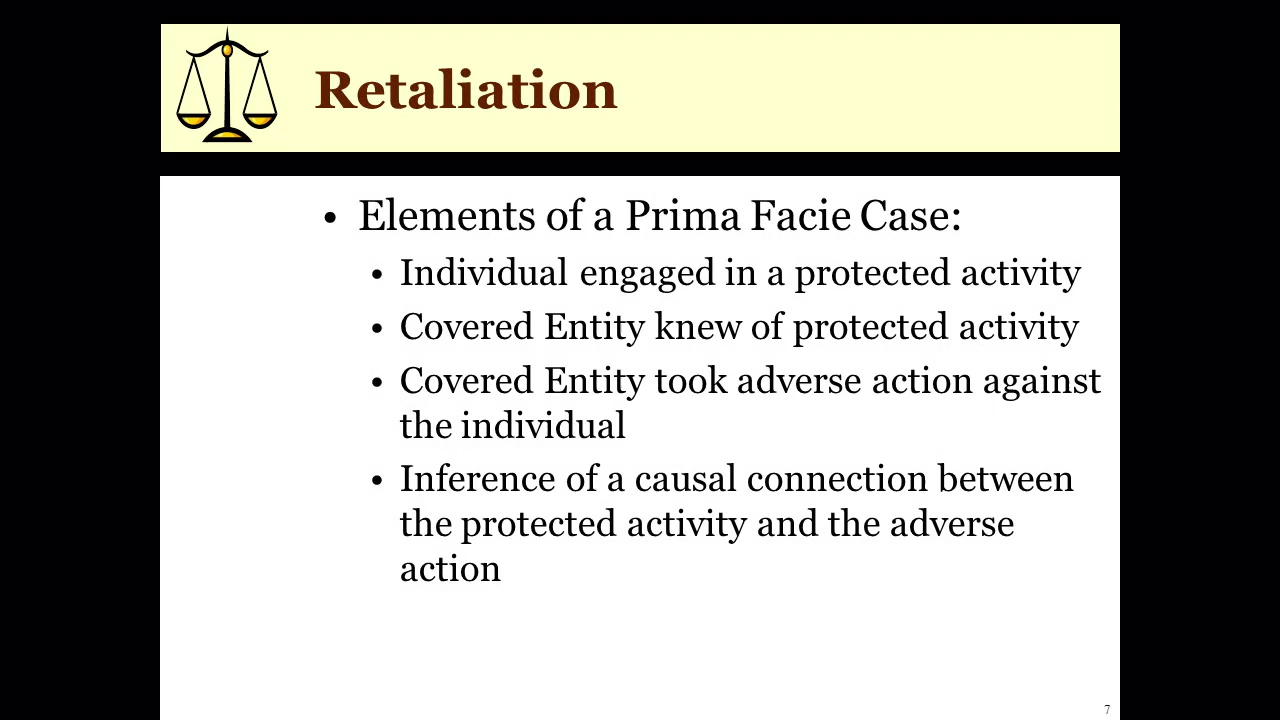 Retaliation
• Elements of a Prima Facie Case:
• Individual engaged in a protected activity
• Covered Entity knew of protected activity
• Covered Entity took adverse action against
the individual
• Inference of a causal connection between
the protected activity and the adverse
action
7